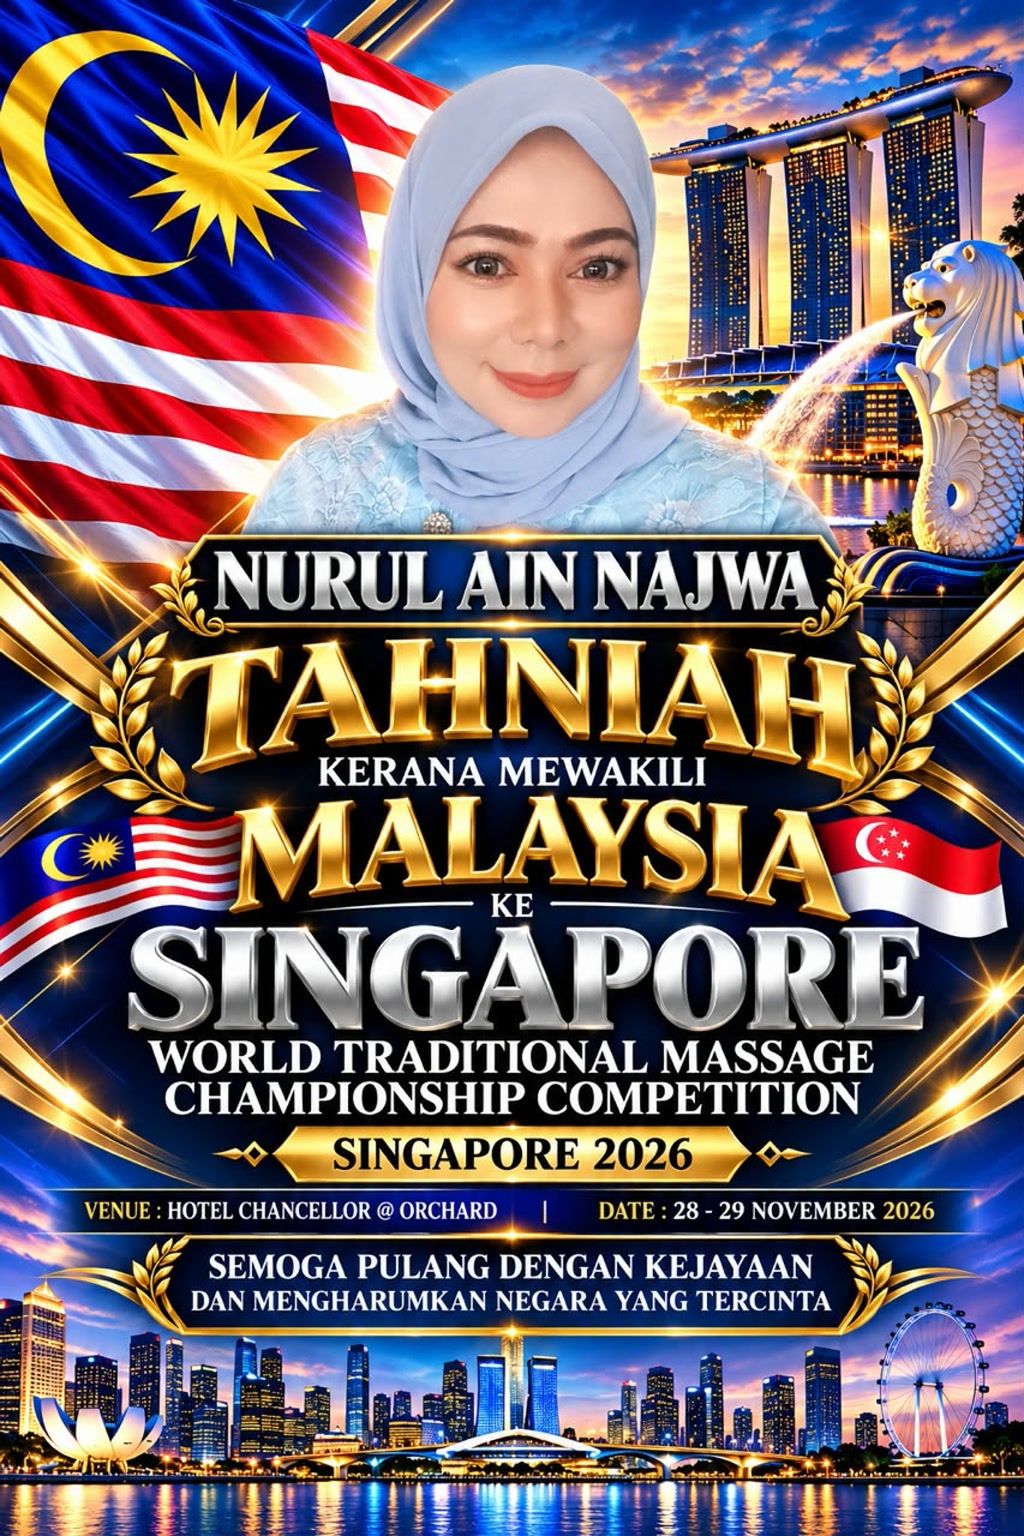 NURUL AIN NAJWA
TAHNIAH
KERANA MEWAKILI
MALAYSIA
KE
SINGAPORE
WORLD TRADITIONAL MASSAGE
CHAMPIONSHIP COMPETITION
SINGAPORE 2026
VENUE : HOTEL CHANCELLOR @ ORCHARD | DATE : 28 - 29 NOVEMBER 2026
SEMOGA PULANG DENGAN KEJAYAAN
DAN MENGHARUMKAN NEGARA YANG TERCINTA